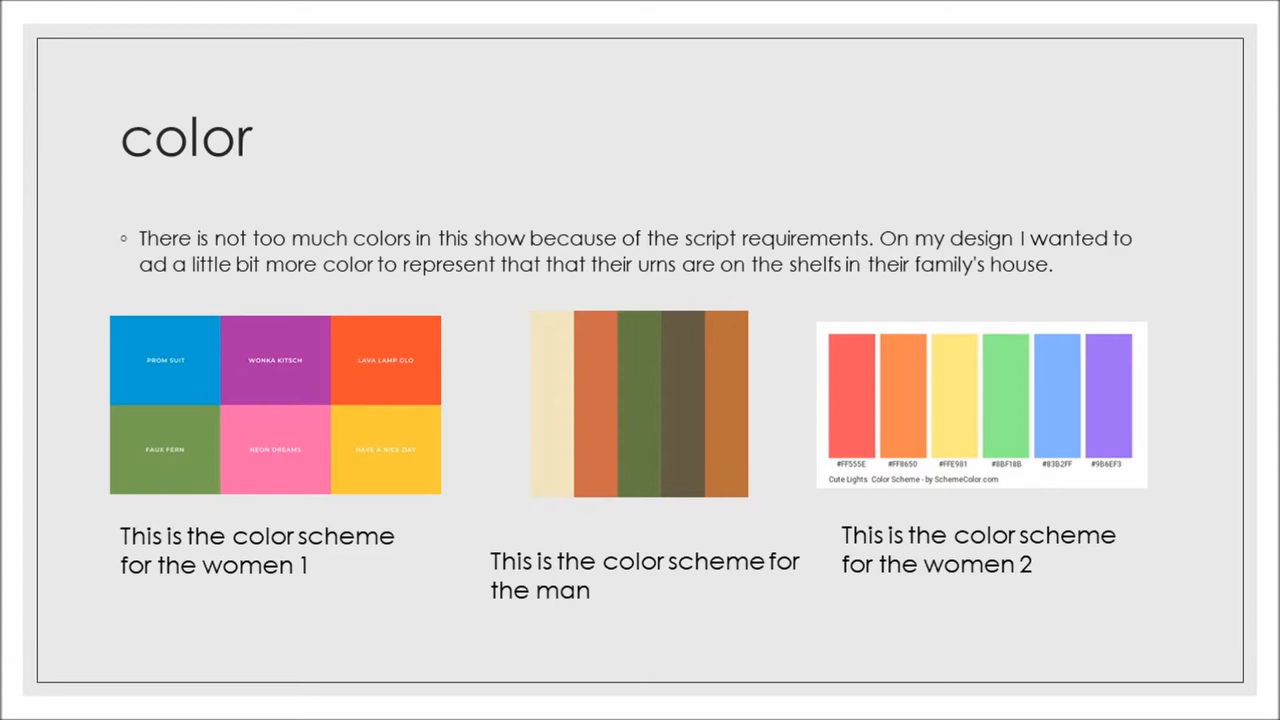 color
There is not too much colors in this show because of the script requirements. On my design I wanted to
ad a little bit more color to represent that that their urns are on the shelfs in their family's house.
PROM SUIT
WONKA KITSCH
LAVA LAMP GLO
FAUX FERN
NEON DREAMS
HAVE A NICE DAY
#FF555E
#FF8650
#FFE981
#8BF18B
#83B2FF
#9B6EF3
Cute Lights Color Scheme - by SchemeColor.com
This is the color scheme
for the women 1
This is the color scheme for
the man
This is the color scheme
for the women 2